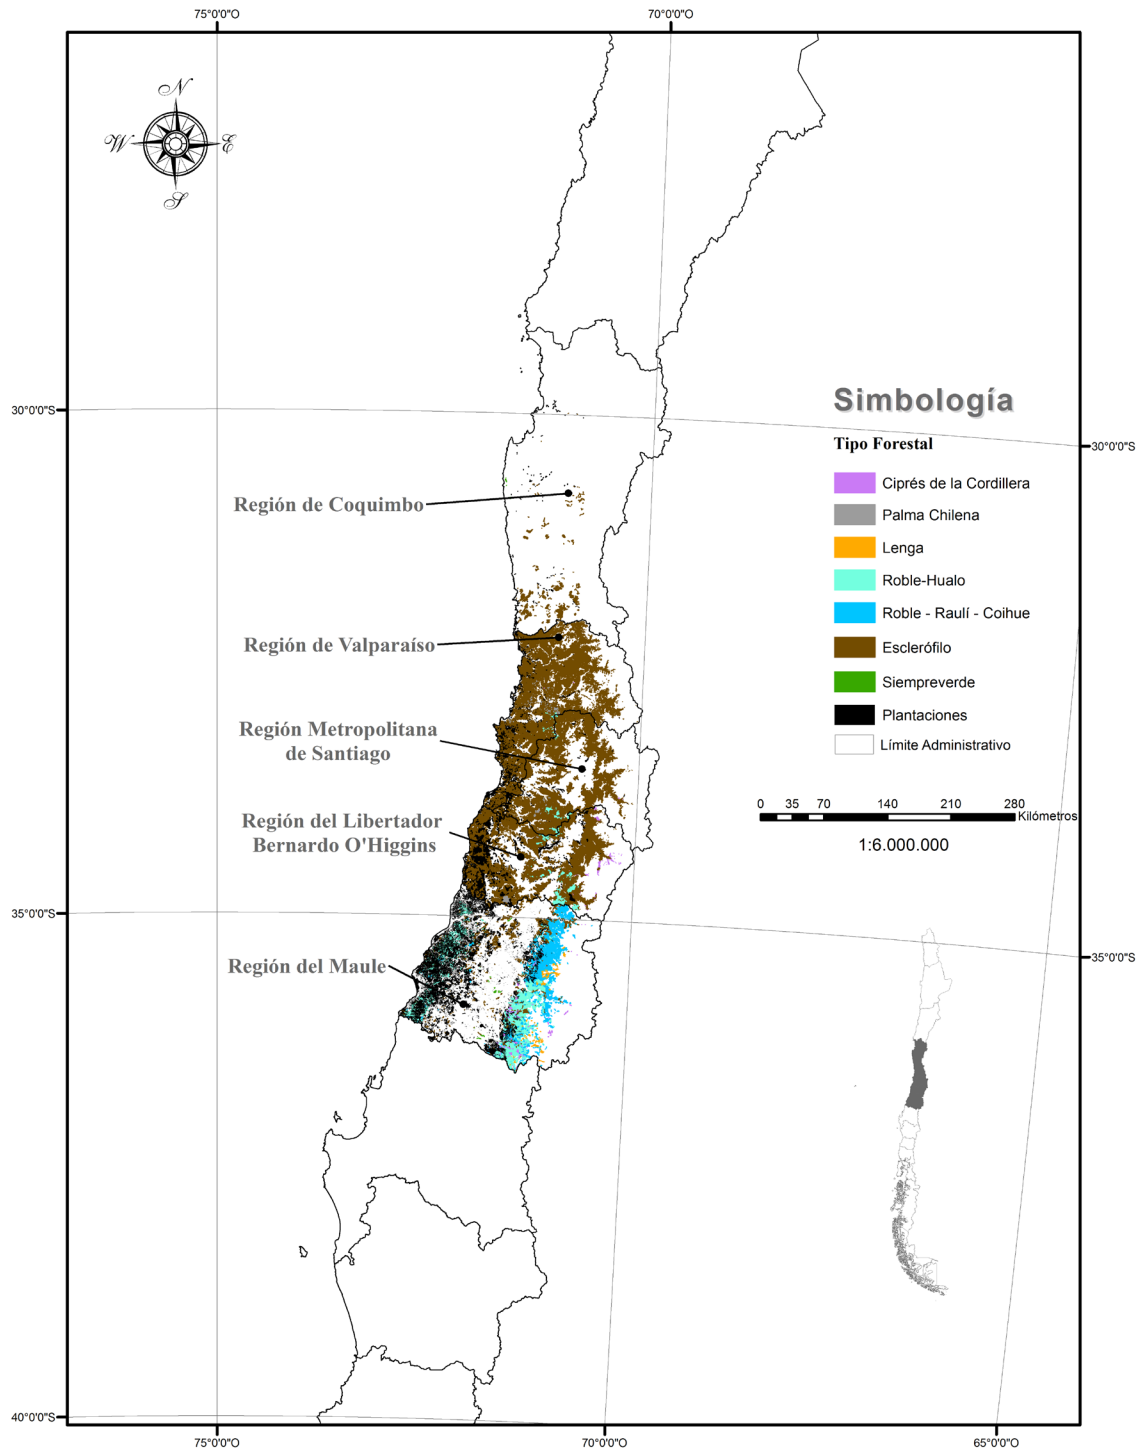 75°0'0"O
70°0'0"O
N
W
E
S
30°0'0"S
30°0'0"S
Simbología
Tipo Forestal
Ciprés de la Cordillera
Palma Chilena
Lenga
Roble-Hualo
Roble - Raulí - Coihue
Esclerófilo
Siempreverde
Plantaciones
Límite Administrativo
Región de Coquimbo
Región de Valparaíso
Región Metropolitana
de Santiago
Región del Libertador
Bernardo O'Higgins
Región del Maule
0 35 70 140 210 280
Kilómetros
1:6.000.000
35°0'0"S
35°0'0"S
40°0'0"S
75°0'0"O
70°0'0"O
65°0'0"O